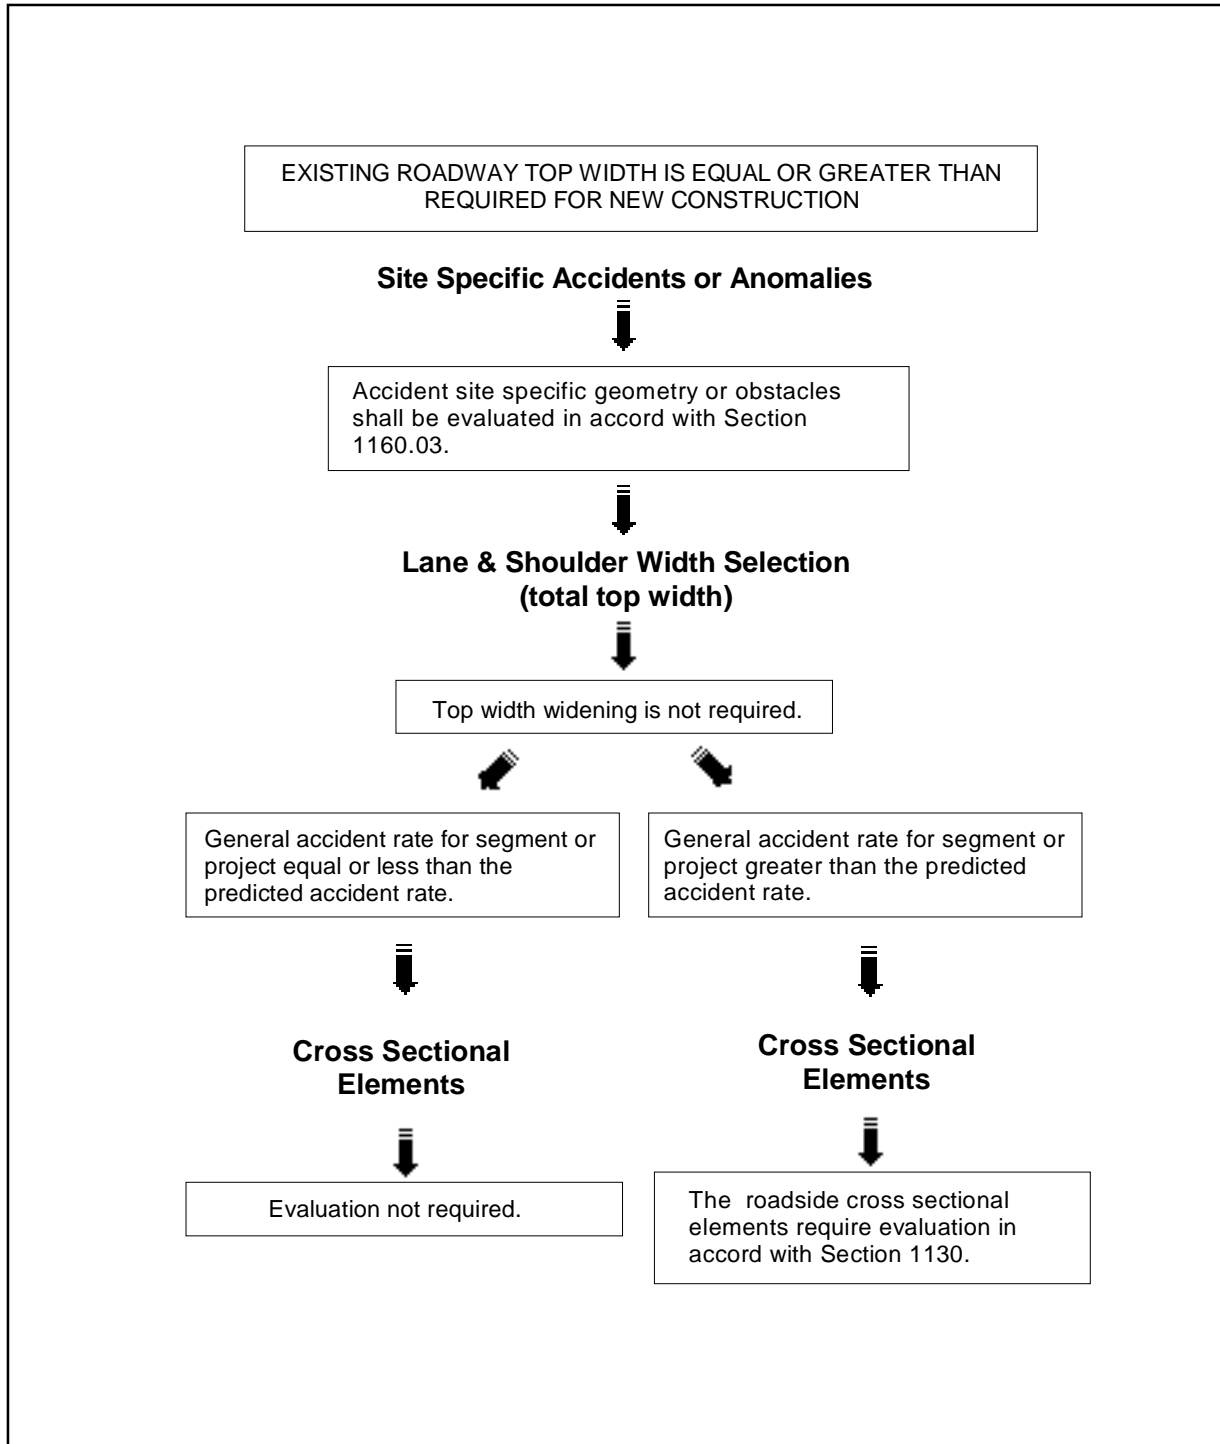 EXISTING ROADWAY TOP WIDTH IS EQUAL OR GREATER THAN
REQUIRED FOR NEW CONSTRUCTION
Site Specific Accidents or Anomalies
Accident site specific geometry or obstacles
shall be evaluated in accord with Section
1160.03.
Lane & Shoulder Width Selection
(total top width)
Top width widening is not required.
General accident rate for segment or
project equal or less than the
predicted accident rate.
General accident rate for segment or
project greater than the predicted
accident rate.
Cross Sectional
Elements
Cross Sectional
Elements
Evaluation not required.
The roadside cross sectional
elements require evaluation in
accord with Section 1130.